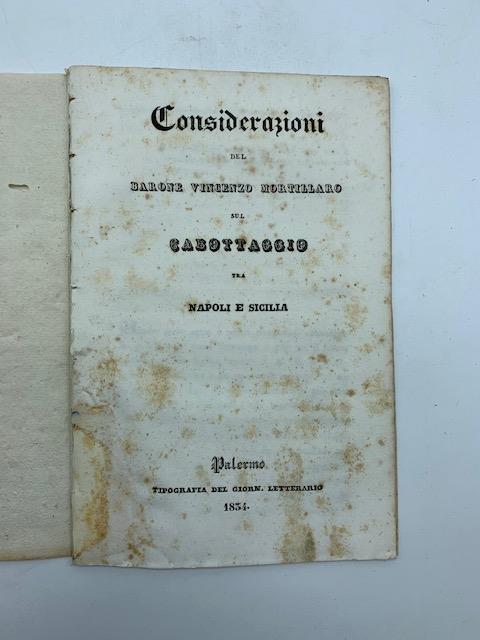 Considerazioni
DEL
BARONE VINCENZO MORTILLARO
SUL
CABOTTAGGIO
TRA
NAPOLI E SICILIA
Palermo
TIPOGRAFIA DEL GIORN. LETTERARIO
1834.